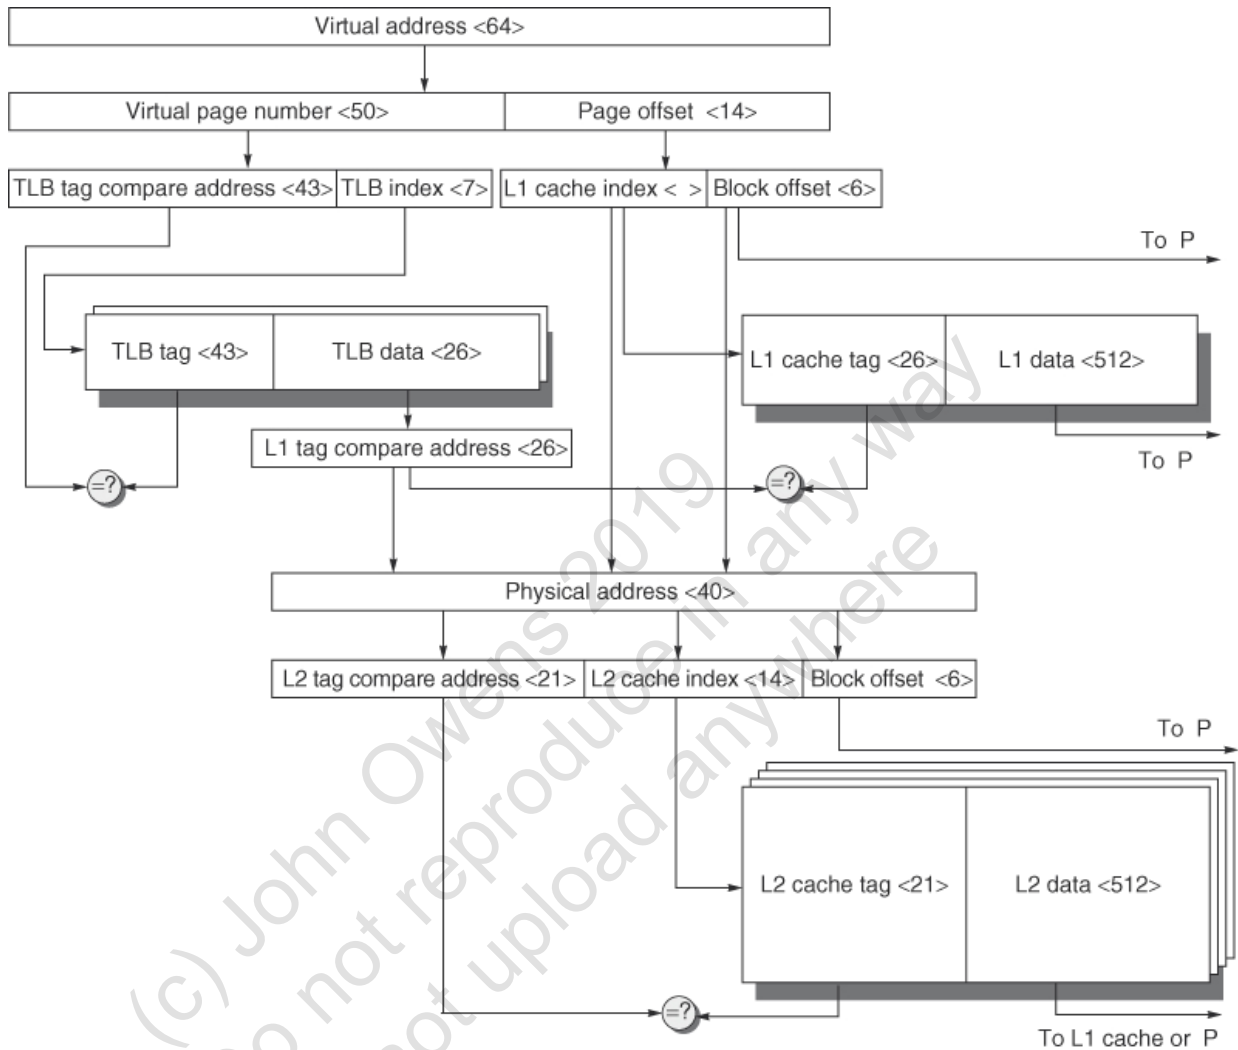 Virtual address <64>
Virtual page number <50>
Page offset <14>
TLB tag compare address <43>
TLB index <7>
L1 cache index < >
Block offset <6>
To P
TLB tag <43>
TLB data <26>
L1 cache tag <26>
L1 data <512>
L1 tag compare address <26>
To P
=?
=?
Physical address <40>
L2 tag compare address <21>
L2 cache index <14>
Block offset <6>
To P
L2 cache tag <21>
L2 data <512>
=?
To L1 cache or P
(c) John Owens 2019
not reproduce in any way
not upload anywhere